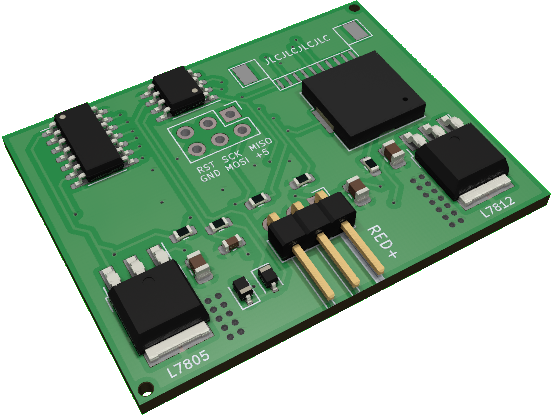 JLCJLCJLCJLC
RST SCK MISO
GND MOSI +5
L7812
RED+
L7805